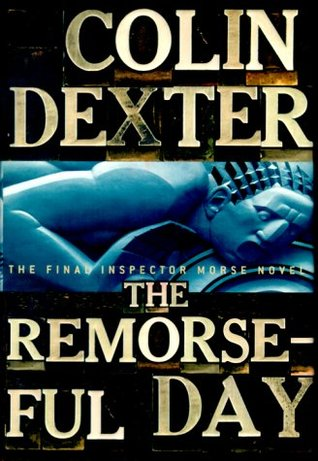 COLIN
DEXTER
THE FINAL INSPECTOR MORSE NOVEL
THE
REMORSE-
FUL DAY